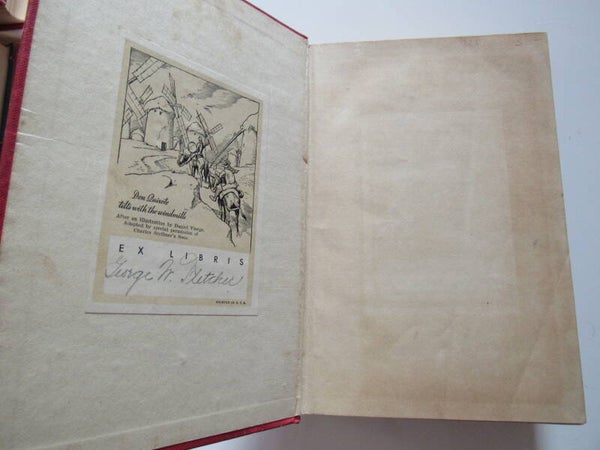 Don Quixote
tilts with the windmills
After an illustration by Daniel Vierge.
Adapted by special permission of
Charles Scribner's Sons.
EX LIBRIS
George W. Fletcher
PRINTED IN U.S.A.